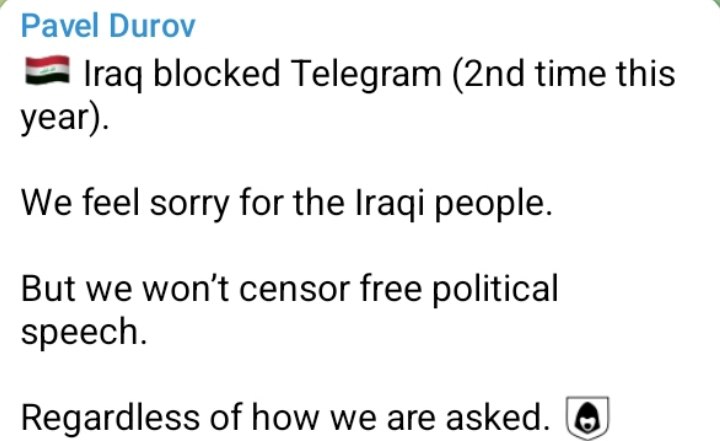 Pavel Durov
🇮🇶 Iraq blocked Telegram (2nd time this
year).
We feel sorry for the Iraqi people.
But we won’t censor free political
speech.
Regardless of how we are asked.